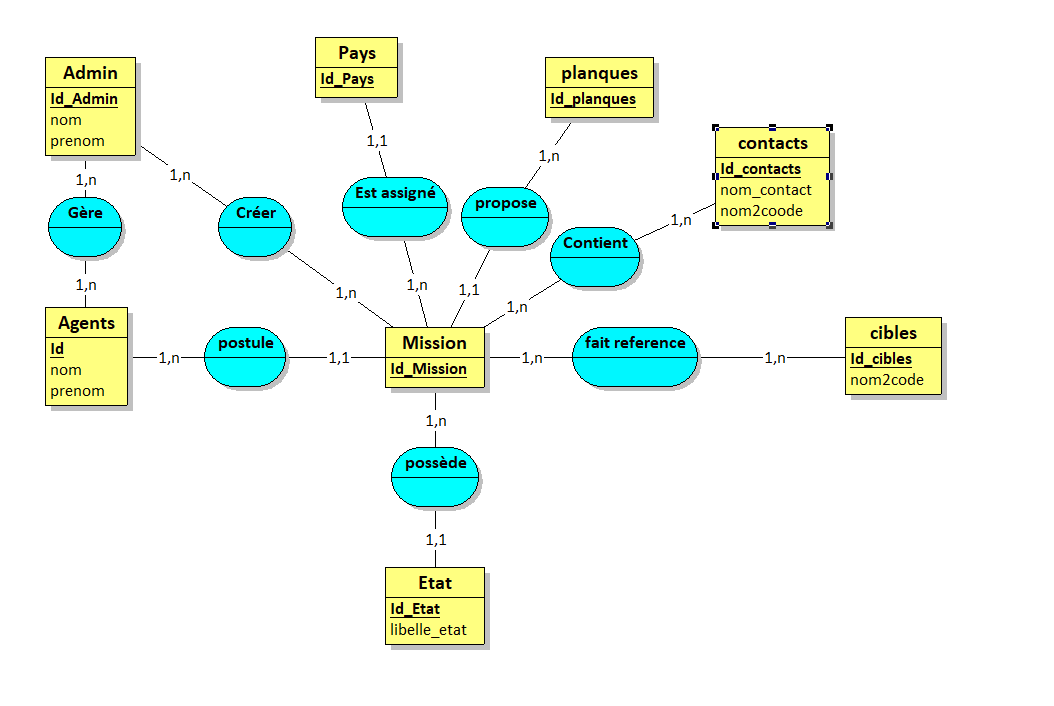 Pays
Id_Pays
Admin
Id_Admin
nom
prenom
planques
Id_planques
contacts
Id_contacts
nom_contact
nom2coode
1,1
1,n
1,n
1,n
Est assigné
propose
Gère
Créer
1,n
Contient
1,n
1,n
1,1
1,n
1,n
Agents
Id
nom
prenom
cibles
Id_cibles
nom2code
Mission
Id_Mission
postule
fait reference
1,n
1,1
1,n
1,n
1,n
possède
1,1
Etat
Id_Etat
libelle_etat